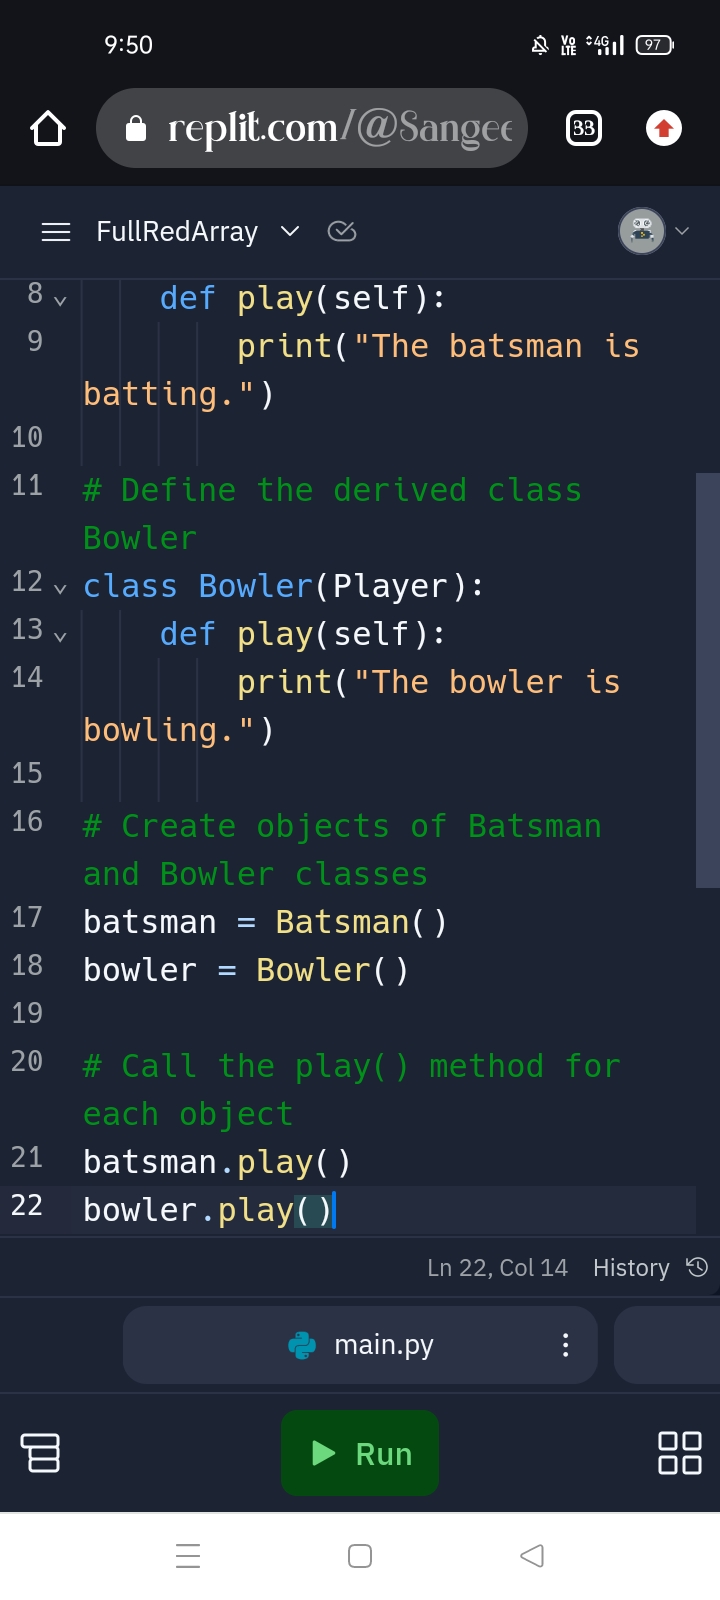 9:50
Vo LTE 4G 97
replit.com/@Sangee
33
FullRedArray
8 def play(self):
9 print("The batsman is
batting.")
10
11 # Define the derived class
Bowler
12 class Bowler(Player):
13 def play(self):
14 print("The bowler is
bowling.")
15
16 # Create objects of Batsman
and Bowler classes
17 batsman = Batsman()
18 bowler = Bowler()
19
20 # Call the play() method for
each object
21 batsman.play()
22 bowler.play()
Ln 22, Col 14 History
main.py
Run